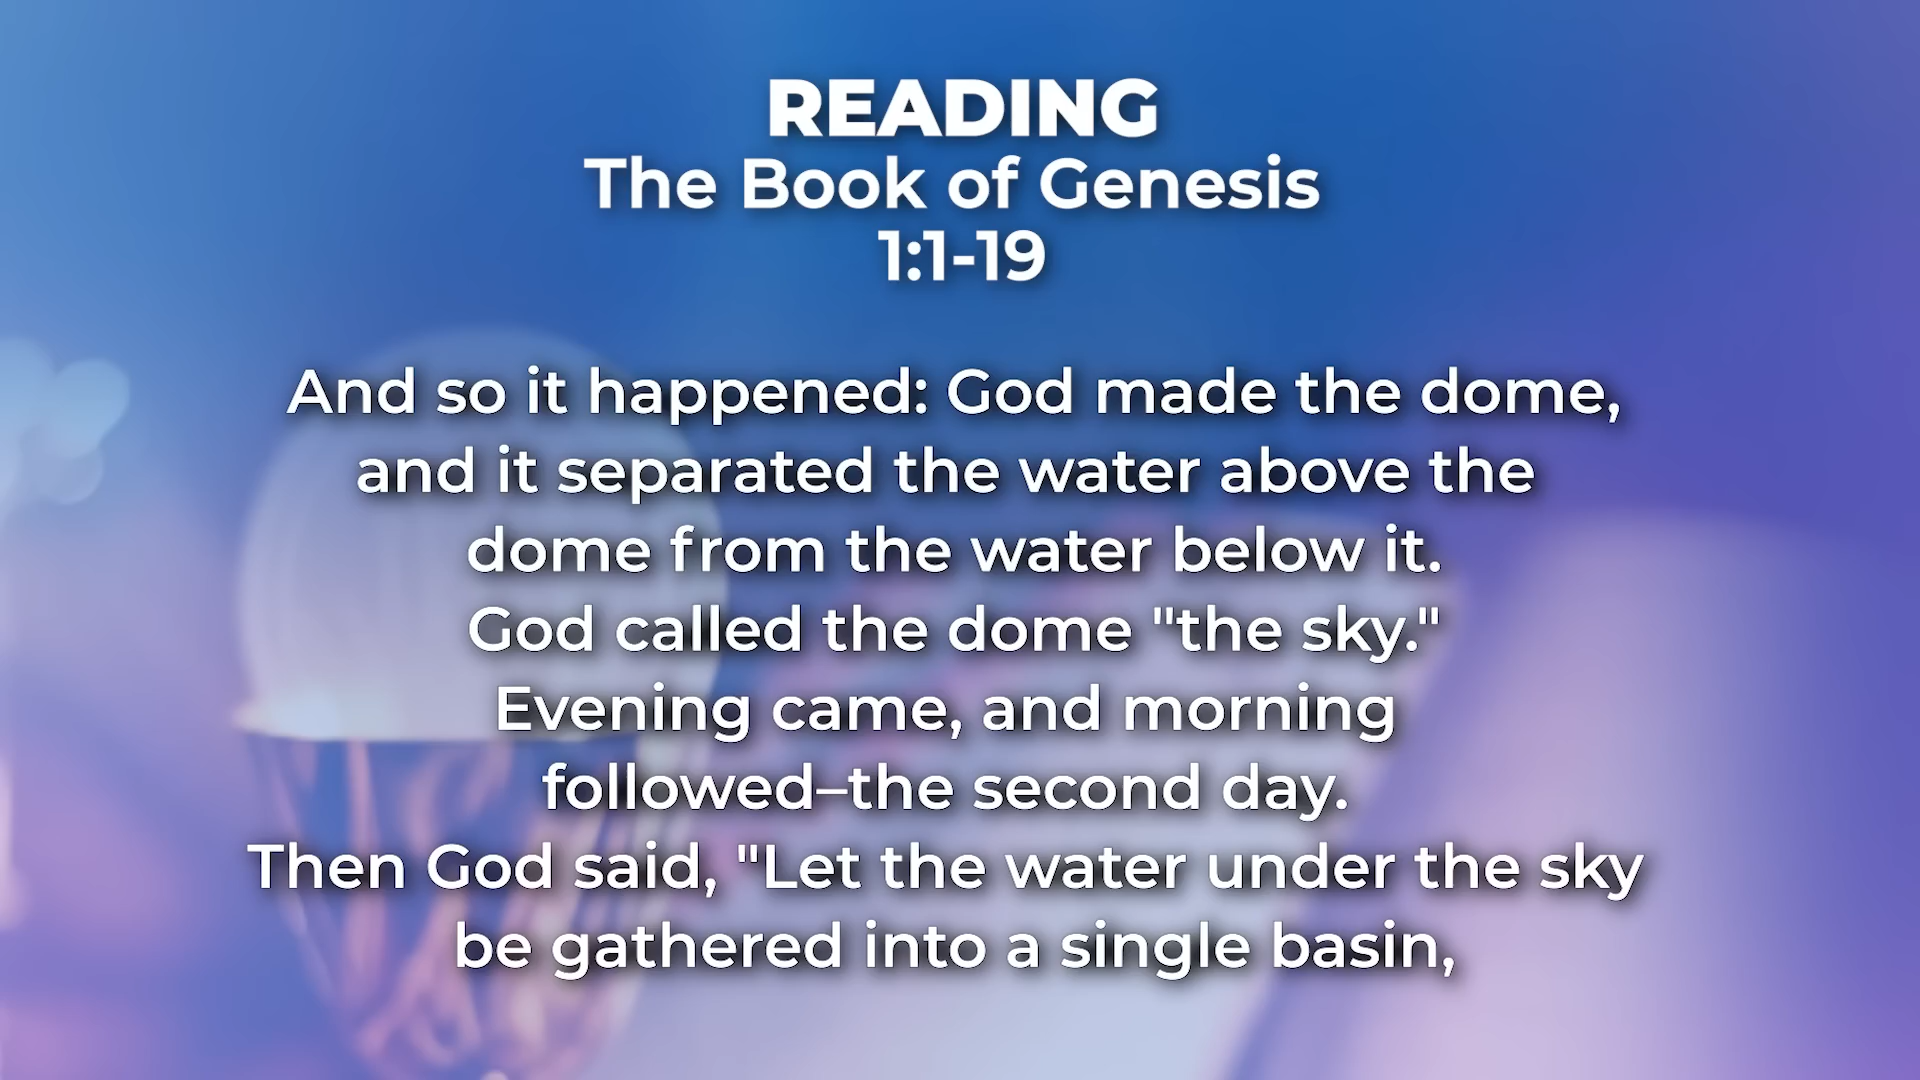 READING
The Book of Genesis
1:1-19
And so it happened: God made the dome,
and it separated the water above the
dome from the water below it.
God called the dome "the sky."
Evening came, and morning
followed–the second day.
Then God said, "Let the water under the sky
be gathered into a single basin,